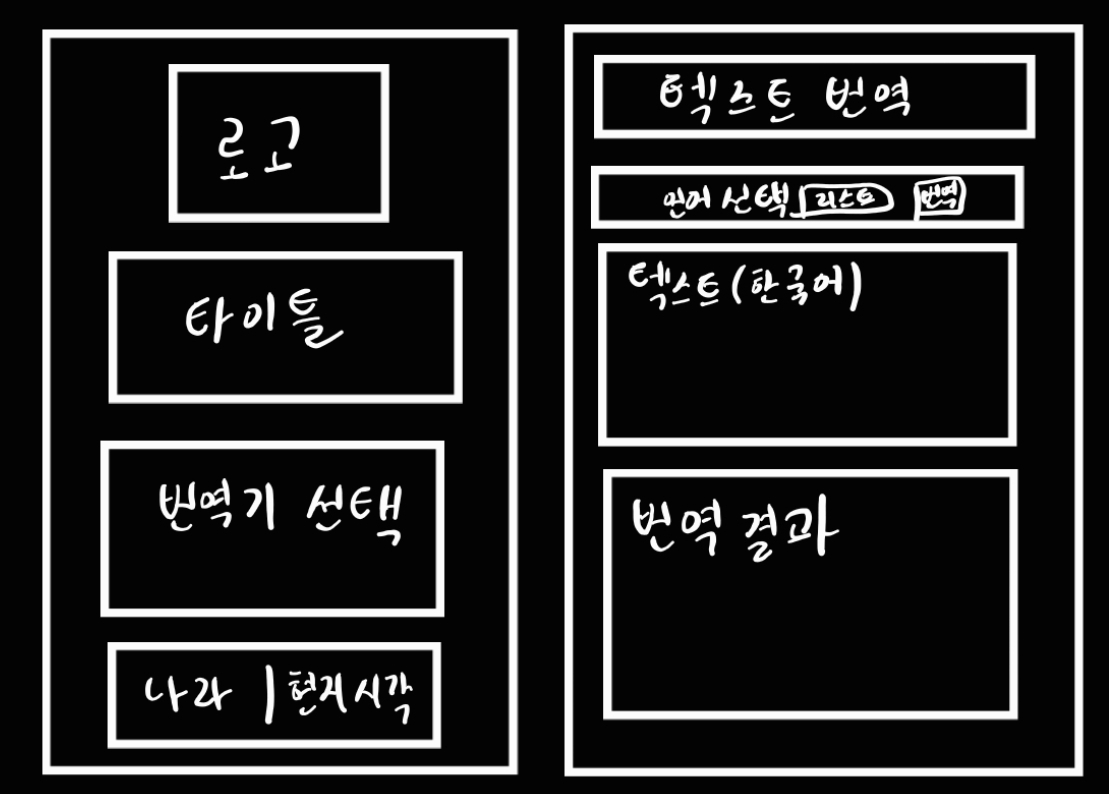 로고
타이틀
번역기 선택
나라 | 현지시각
텍스트 번역
언어 선택 리스트 번역
텍스트(한국어)
번역 결과